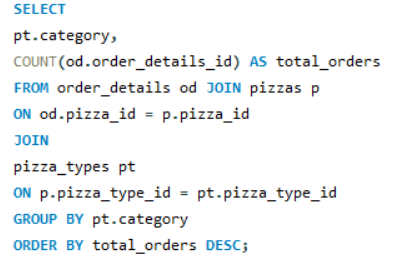 SELECT
pt.category,
COUNT(od.order_details_id) AS total_orders
FROM order_details od JOIN pizzas p
ON od.pizza_id = p.pizza_id
JOIN
pizza_types pt
ON p.pizza_type_id = pt.pizza_type_id
GROUP BY pt.category
ORDER BY total_orders DESC;